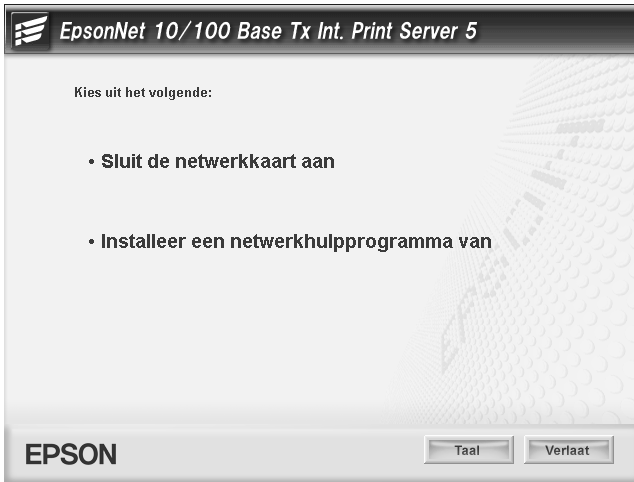 EpsonNet 10/100 Base Tx Int. Print Server 5
Kies uit het volgende:
• Sluit de netwerkkaart aan
• Installeer een netwerkhulpprogramma van
EPSON
EPSON
Taal
Verlaat